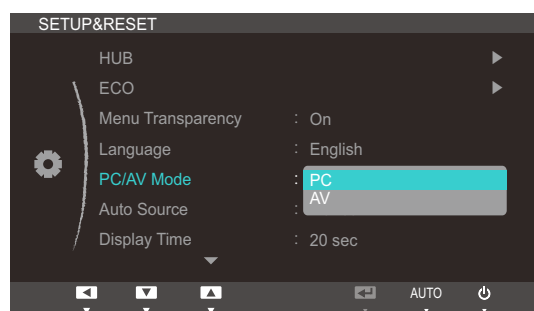 SETUP&RESET
HUB
ECO
Menu Transparency : On
Language : English
PC/AV Mode : PC
AV
Auto Source :
Display Time : 20 sec
AUTO